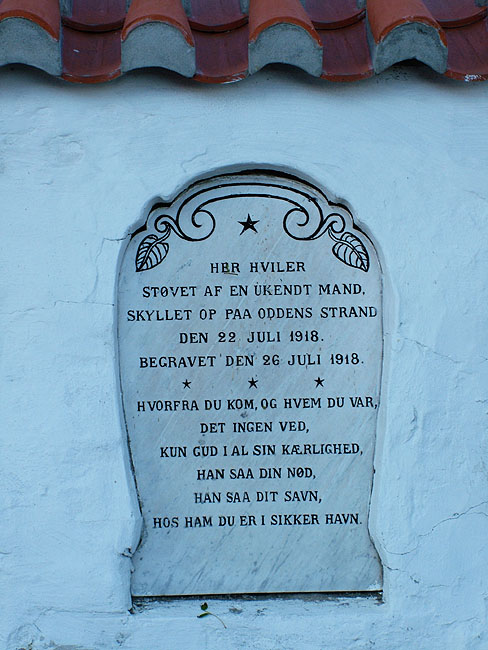 HER HVILER
STØVET AF EN UKENDT MAND,
SKYLLET OP PAA ODDENS STRAND
DEN 22 JULI 1918.
BEGRAVET DEN 26 JULI 1918.
HVORFRA DU KOM, OG HVEM DU VAR,
DET INGEN VED,
KUN GUD I AL SIN KÆRLIGHED,
HAN SAA DIN NØD,
HAN SAA DIT SAVN,
HOS HAM DU ER I SIKKER HAVN.